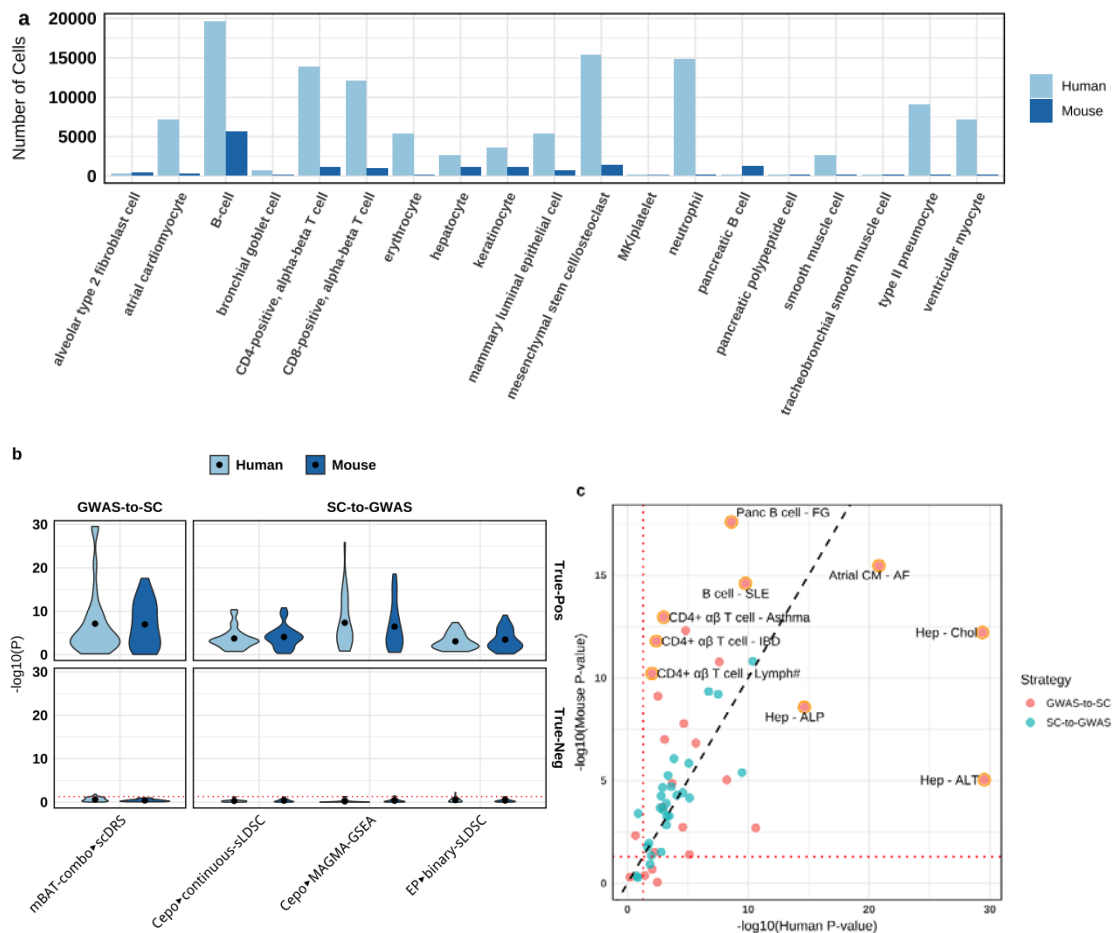 a
Number of Cells
20000
15000
10000
5000
0
Human
Mouse
alveolar type 2 fibroblast cell
atrial cardiomyocyte
B-cell
bronchial goblet cell
CD4-positive, alpha-beta T cell
CD8-positive, alpha-beta T cell
erythrocyte
hepatocyte
keratinocyte
mammary luminal epithelial cell
mesenchymal stem cell/osteoclast
MK/platelet
neutrophil
pancreatic B cell
pancreatic polypeptide cell
smooth muscle cell
tracheobronchial smooth muscle cell
type II pneumocyte
ventricular myocyte
b
Human
Mouse
GWAS-to-SC
SC-to-GWAS
True-Pos
True-Neg
-log10(P)
30
20
10
0
30
20
10
0
mBAT-combo▸scDRS
Cepo▸continuous-sLDSC
Cepo▸MAGMA-GSEA
EP▸binary-sLDSC
c
-log10(Mouse P-value)
15
10
5
0
Panc B cell - FG
Atrial CM - AF
B cell - SLE
CD4+ αβ T cell - Asthma
Hep - Chol
CD4+ αβ T cell - IBD
CD4+ αβ T cell - Lymph#
Hep - ALP
Hep - ALT
0
10
20
30
-log10(Human P-value)
Strategy
GWAS-to-SC
SC-to-GWAS